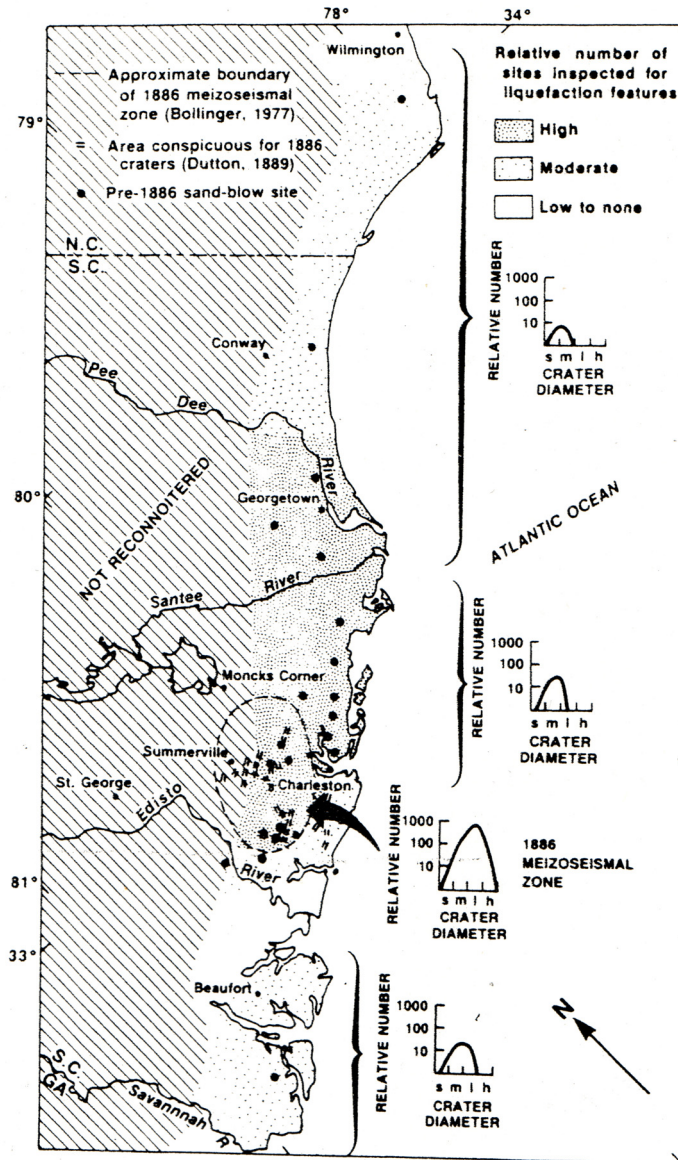 78°
34°
Wilmington
Approximate boundary
of 1886 meizoseismal
zone (Bollinger, 1977)
Area conspicuous for 1886
craters (Dutton, 1889)
Pre-1886 sand-blow site
Relative number of
sites inspected for
liquefaction features
High
Moderate
Low to none
79°
N.C.
S.C.
RELATIVE NUMBER
1000
100
10
s m l h
CRATER
DIAMETER
Conway
Pee
Dee
River
NOT RECONNOITERED
80°
Georgetown
ATLANTIC OCEAN
Santee
River
RELATIVE NUMBER
1000
100
10
s m l h
CRATER
DIAMETER
Moncks Corner
Summerville
St. George
Charleston
Edisto
River
RELATIVE NUMBER
1000
100
10
s m l h
CRATER
DIAMETER
1886
MEIZOSEISMAL
ZONE
81°
33°
Beaufort
RELATIVE NUMBER
1000
100
10
s m l h
CRATER
DIAMETER
N
S.C.
GA
Savannnah R